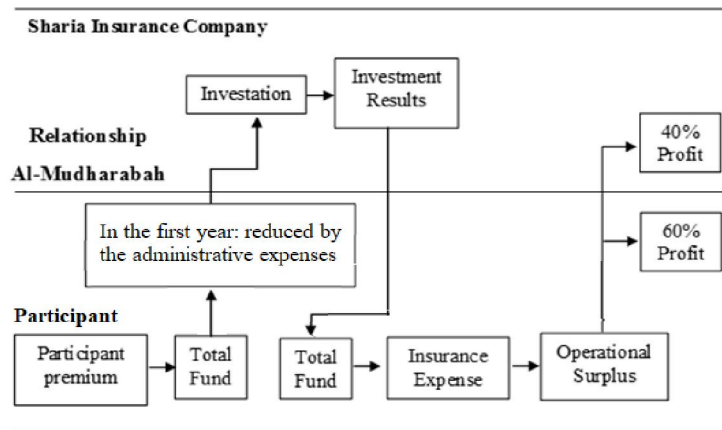 Sharia Insurance Company
Investation
Investment
Results
Relationship
Al-Mudharabah
40%
Profit
In the first year: reduced by
the administrative expenses
60%
Profit
Participant
Participant
premium
Total
Fund
Total
Fund
Insurance
Expense
Operational
Surplus